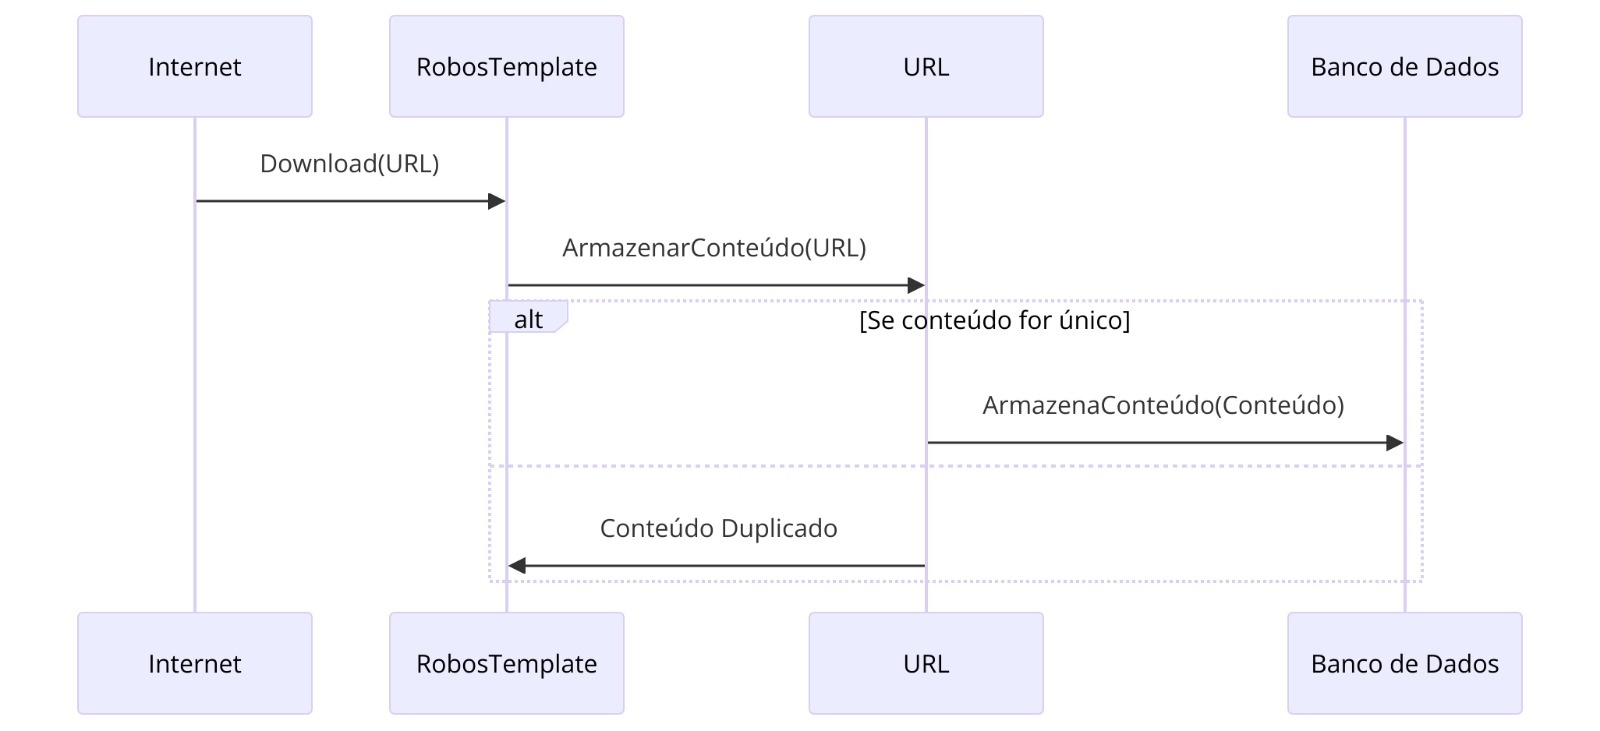 Internet
RobosTemplate
URL
Banco de Dados
Download(URL)
ArmazenarConteúdo(URL)
alt
[Se conteúdo for único]
ArmazenaConteúdo(Conteúdo)
Conteúdo Duplicado
Internet
RobosTemplate
URL
Banco de Dados